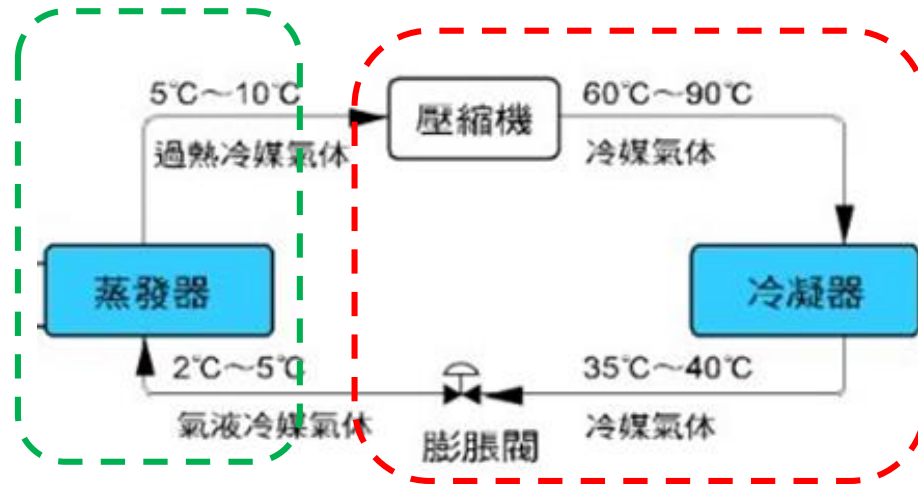 5℃～10℃
過熱冷媒氣体
壓縮機
60℃～90℃
冷媒氣体
蒸發器
冷凝器
2℃～5℃
氣液冷媒氣体
膨脹閥
35℃～40℃
冷媒氣体